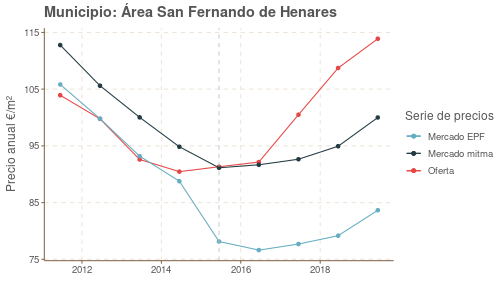 Municipio: Área San Fernando de Henares
Precio anual €/m²
115
105
95
85
75
2012
2014
2016
2018
Serie de precios
Mercado EPF
Mercado mitma
Oferta